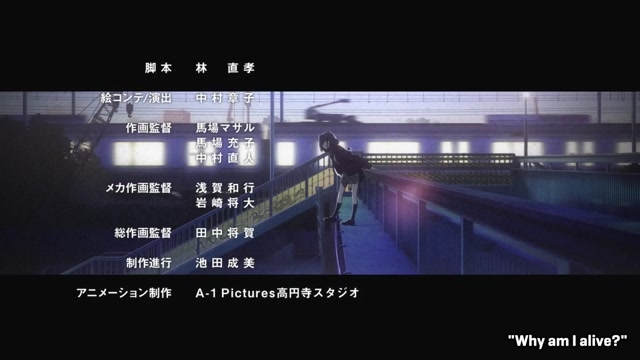 脚本 林 直孝
絵コンテ/演出 中村章子
作画監督 馬場マサル
馬場充子
中村直人
メカ作画監督 浅賀和行
岩崎将大
総作画監督 田中将賀
制作進行 池田成美
アニメーション制作 A-1 Pictures高円寺スタジオ
"Why am I alive?"